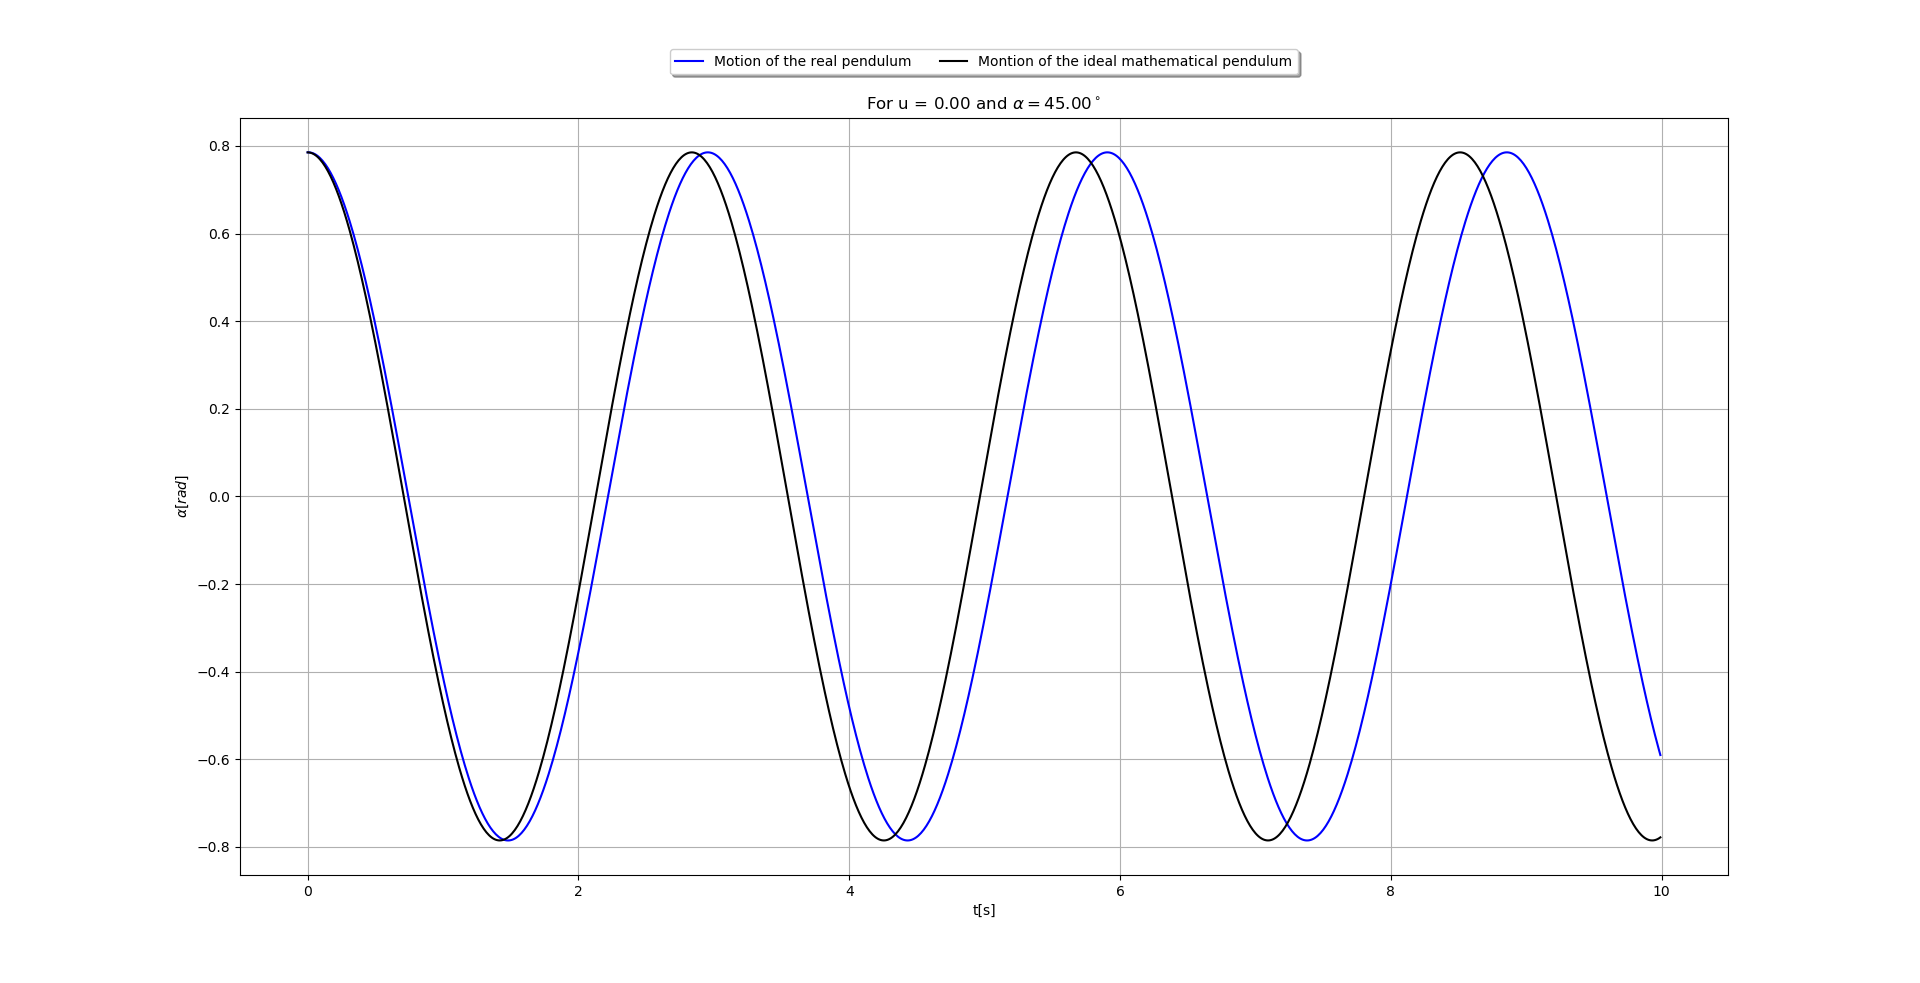 Motion of the real pendulum Montion of the ideal mathematical pendulum
For u = 0.00 and α = 45.00°
0.8
0.6
0.4
0.2
0.0
−0.2
−0.4
−0.6
−0.8
α[rad]
0 2 4 6 8 10
t[s]